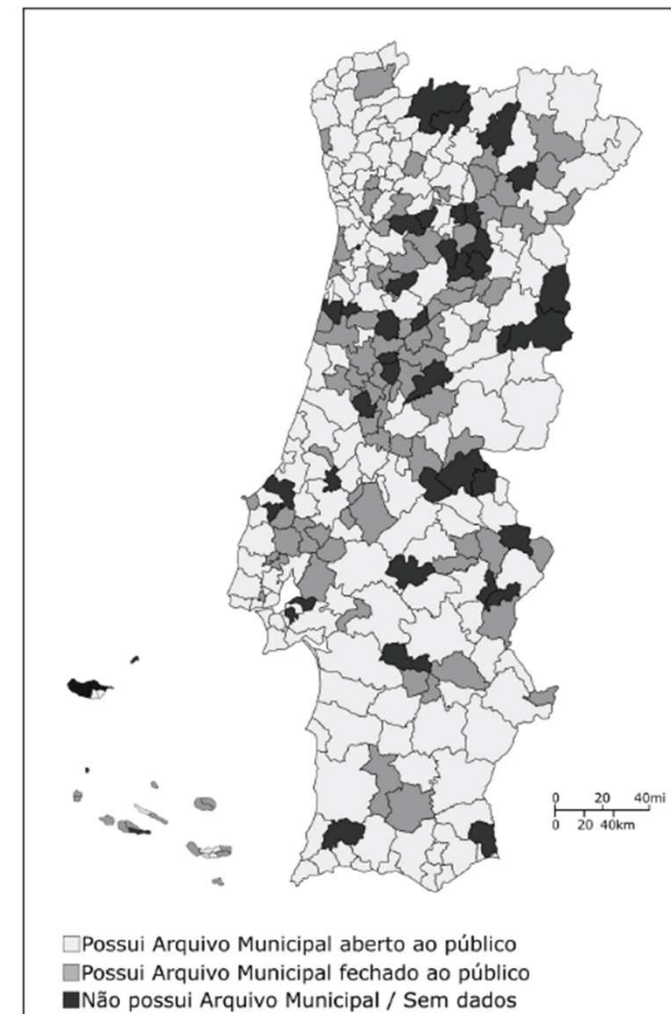 0 20 40mi
0 20 40km
Possui Arquivo Municipal aberto ao público
Possui Arquivo Municipal fechado ao público
Não possui Arquivo Municipal / Sem dados